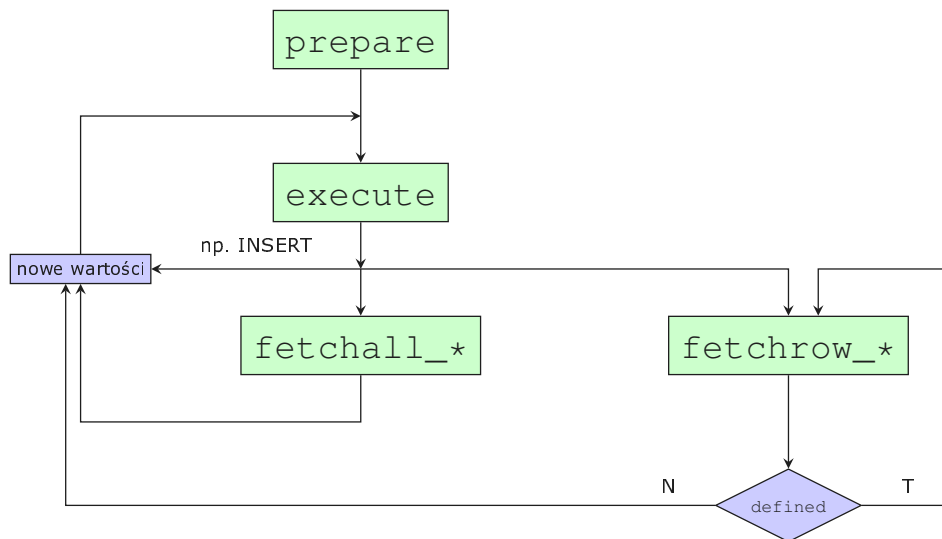 prepare
execute
np. INSERT
nowe wartości
fetchall_*
fetchrow_*
N
T
defined